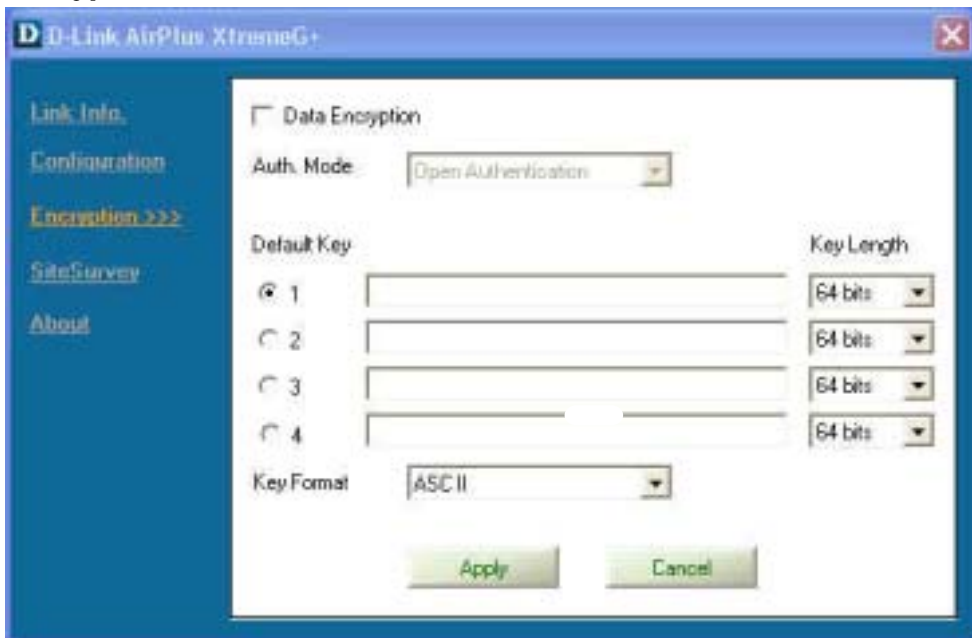 D D-Link AirPlus XtremeG+
Link Info.
Configuration
Encryption >>>
SiteSurvey
About
Data Encryption
Auth. Mode Open Authentication
Default Key Key Length
1 64 bits
2 64 bits
3 64 bits
4 64 bits
Key Format ASC II
Apply Cancel